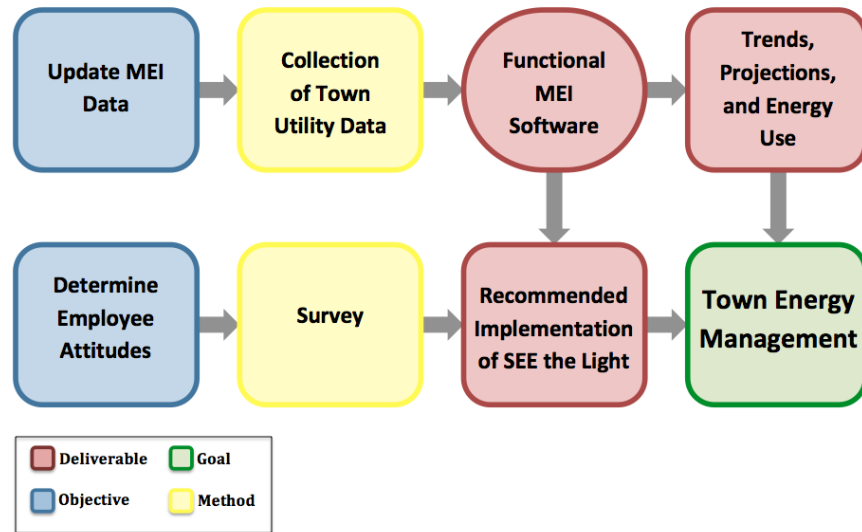 Update MEI
Data
Collection
of Town
Utility Data
Functional
MEI
Software
Trends,
Projections,
and Energy
Use
Determine
Employee
Attitudes
Survey
Recommended
Implementation
of SEE the Light
Town Energy
Management
Deliverable
Goal
Objective
Method